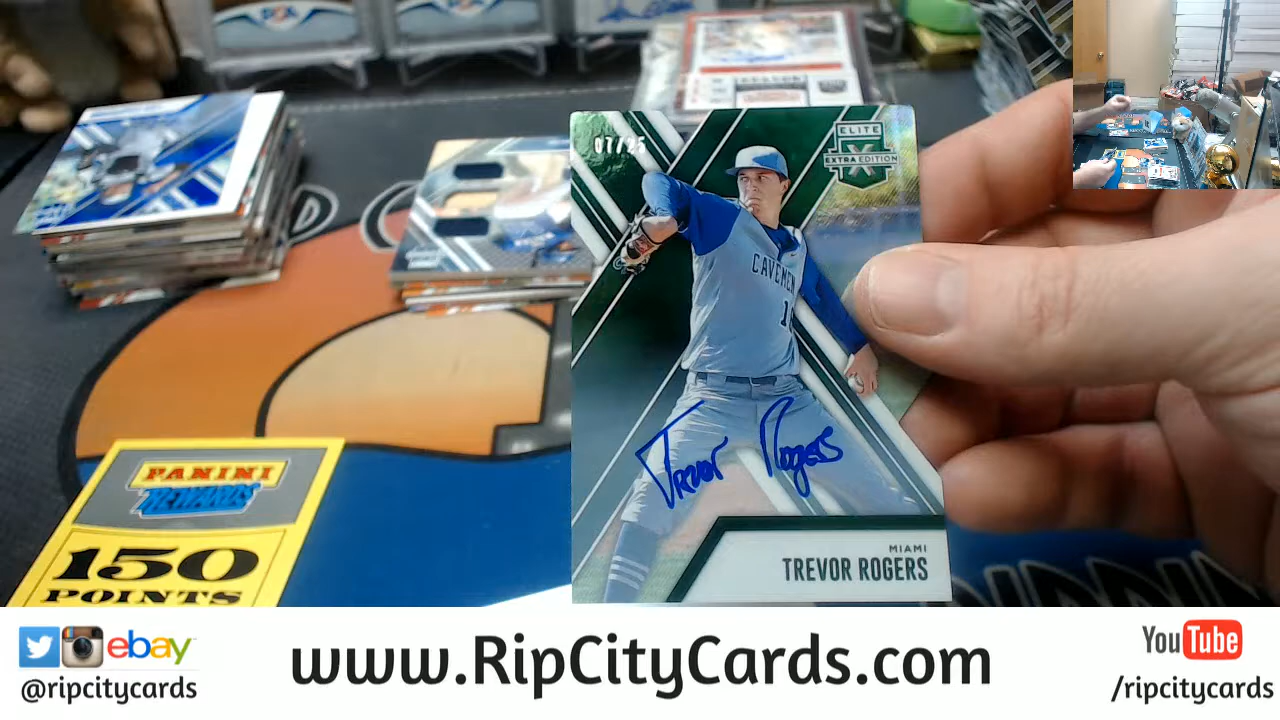 07/25
ELITE
EXTRA EDITION
CAVEMEN
1
Trevor Rogers
MIAMI
TREVOR ROGERS
PANINI
REWARDS
150
POINTS
ebay
www.RipCityCards.com
You Tube
@ripcitycards
/ripcitycards